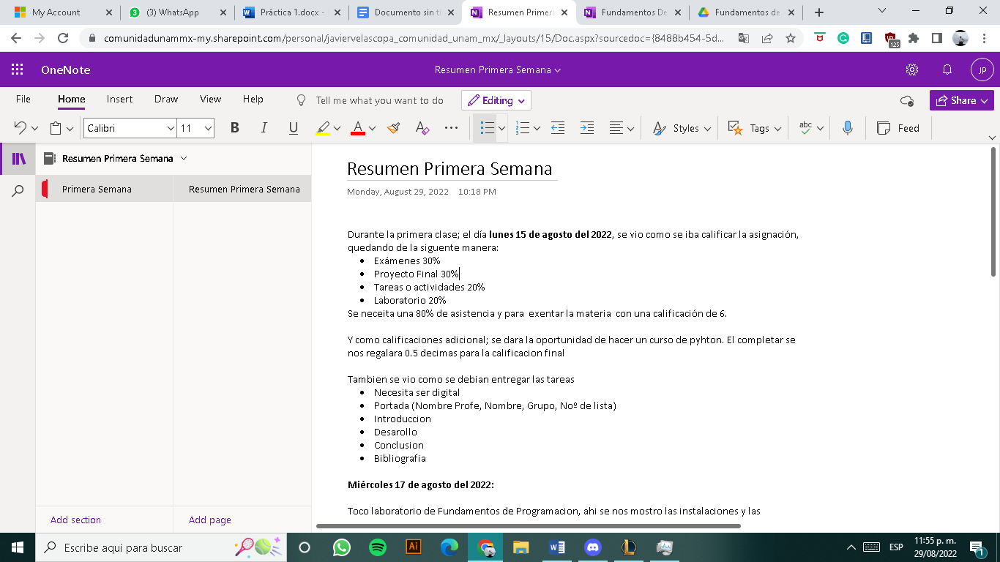 My Account
(3) WhatsApp
Práctica 1.docx -
Documento sin tí
Resumen Primera
Fundamentos De
Fundamentos de
comunidadunammx-my.sharepoint.com/personal/javiervelascopa_comunidad_unam_mx/_layouts/15/Doc.aspx?sourcedoc={8488b454-5d...
125
OneNote
Resumen Primera Semana
JP
File Home Insert Draw View Help Tell me what you want to do Editing Share
Calibri 11 B I U A Styles Tags abc Feed
Resumen Primera Semana
Primera Semana
Resumen Primera Semana
Resumen Primera Semana
Monday, August 29, 2022 10:18 PM
Durante la primera clase; el día lunes 15 de agosto del 2022, se vio como se iba calificar la asignación,
quedando de la siguente manera:
• Exámenes 30%
• Proyecto Final 30%
• Tareas o actividades 20%
• Laboratorio 20%
Se neceita una 80% de asistencia y para exentar la materia con una calificación de 6.
Y como calificaciones adicional; se dara la oportunidad de hacer un curso de pyhton. El completar se
nos regalara 0.5 decimas para la calificacion final
Tambien se vio como se debian entregar las tareas
• Necesita ser digital
• Portada (Nombre Profe, Nombre, Grupo, Noº de lista)
• Introduccion
• Desarollo
• Conclusion
• Bibliografia
Miércoles 17 de agosto del 2022:
Toco laboratorio de Fundamentos de Programacion, ahi se nos mostro las instalaciones y las
Add section
Add page
Escribe aquí para buscar
Ai
ESP
11:55 p. m.
29/08/2022
1